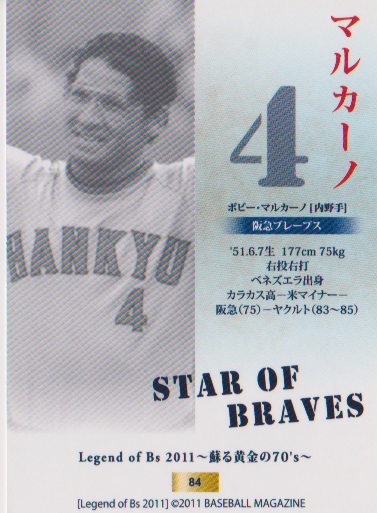 マルカーノ
4
ボビー・マルカーノ[内野手]
阪急ブレーブス
'51.6.7生 177cm 75kg
右投右打
ベネズエラ出身
カラカス高−米マイナー−
阪急(75)−ヤクルト(83〜85)
HANKYU
4
STAR OF
BRAVES
Legend of Bs 2011〜蘇る黄金の70's〜
84
[Legend of Bs 2011] ©2011 BASEBALL MAGAZINE